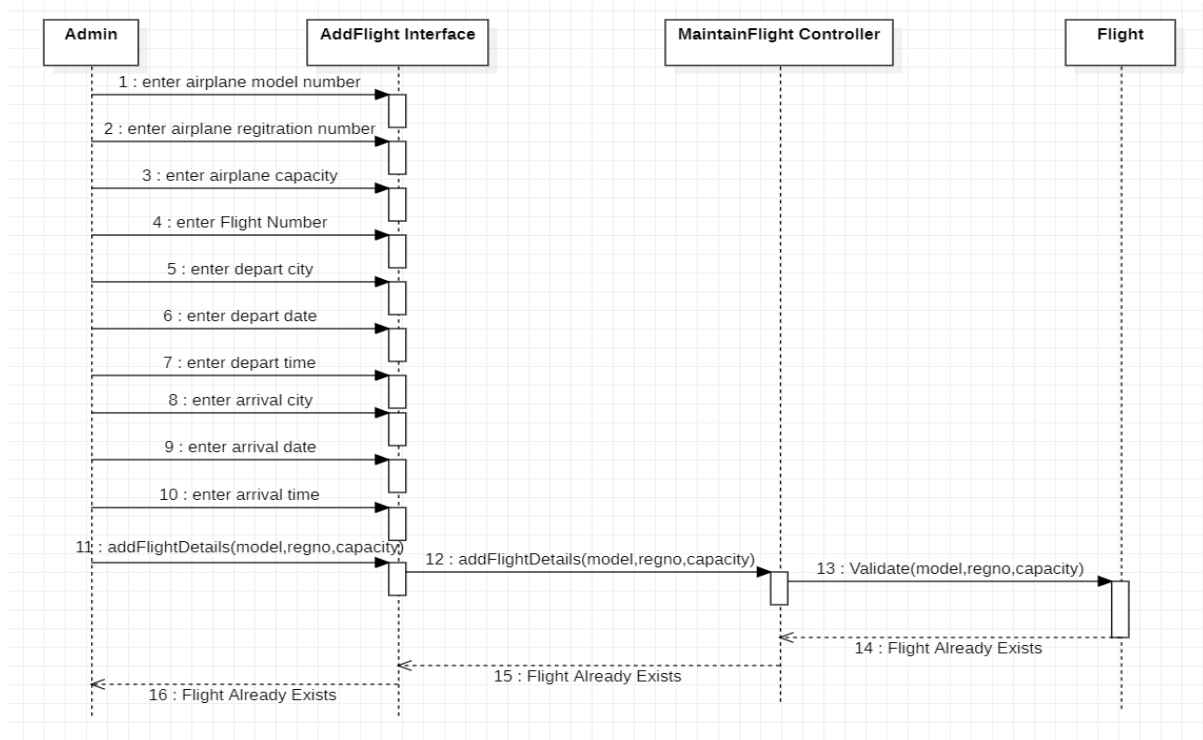 Admin
AddFlight Interface
MaintainFlight Controller
Flight
1 : enter airplane model number
2 : enter airplane regitration number
3 : enter airplane capacity
4 : enter Flight Number
5 : enter depart city
6 : enter depart date
7 : enter depart time
8 : enter arrival city
9 : enter arrival date
10 : enter arrival time
11 : addFlightDetails(model,regno,capacity)
12 : addFlightDetails(model,regno,capacity)
13 : Validate(model,regno,capacity)
14 : Flight Already Exists
15 : Flight Already Exists
16 : Flight Already Exists